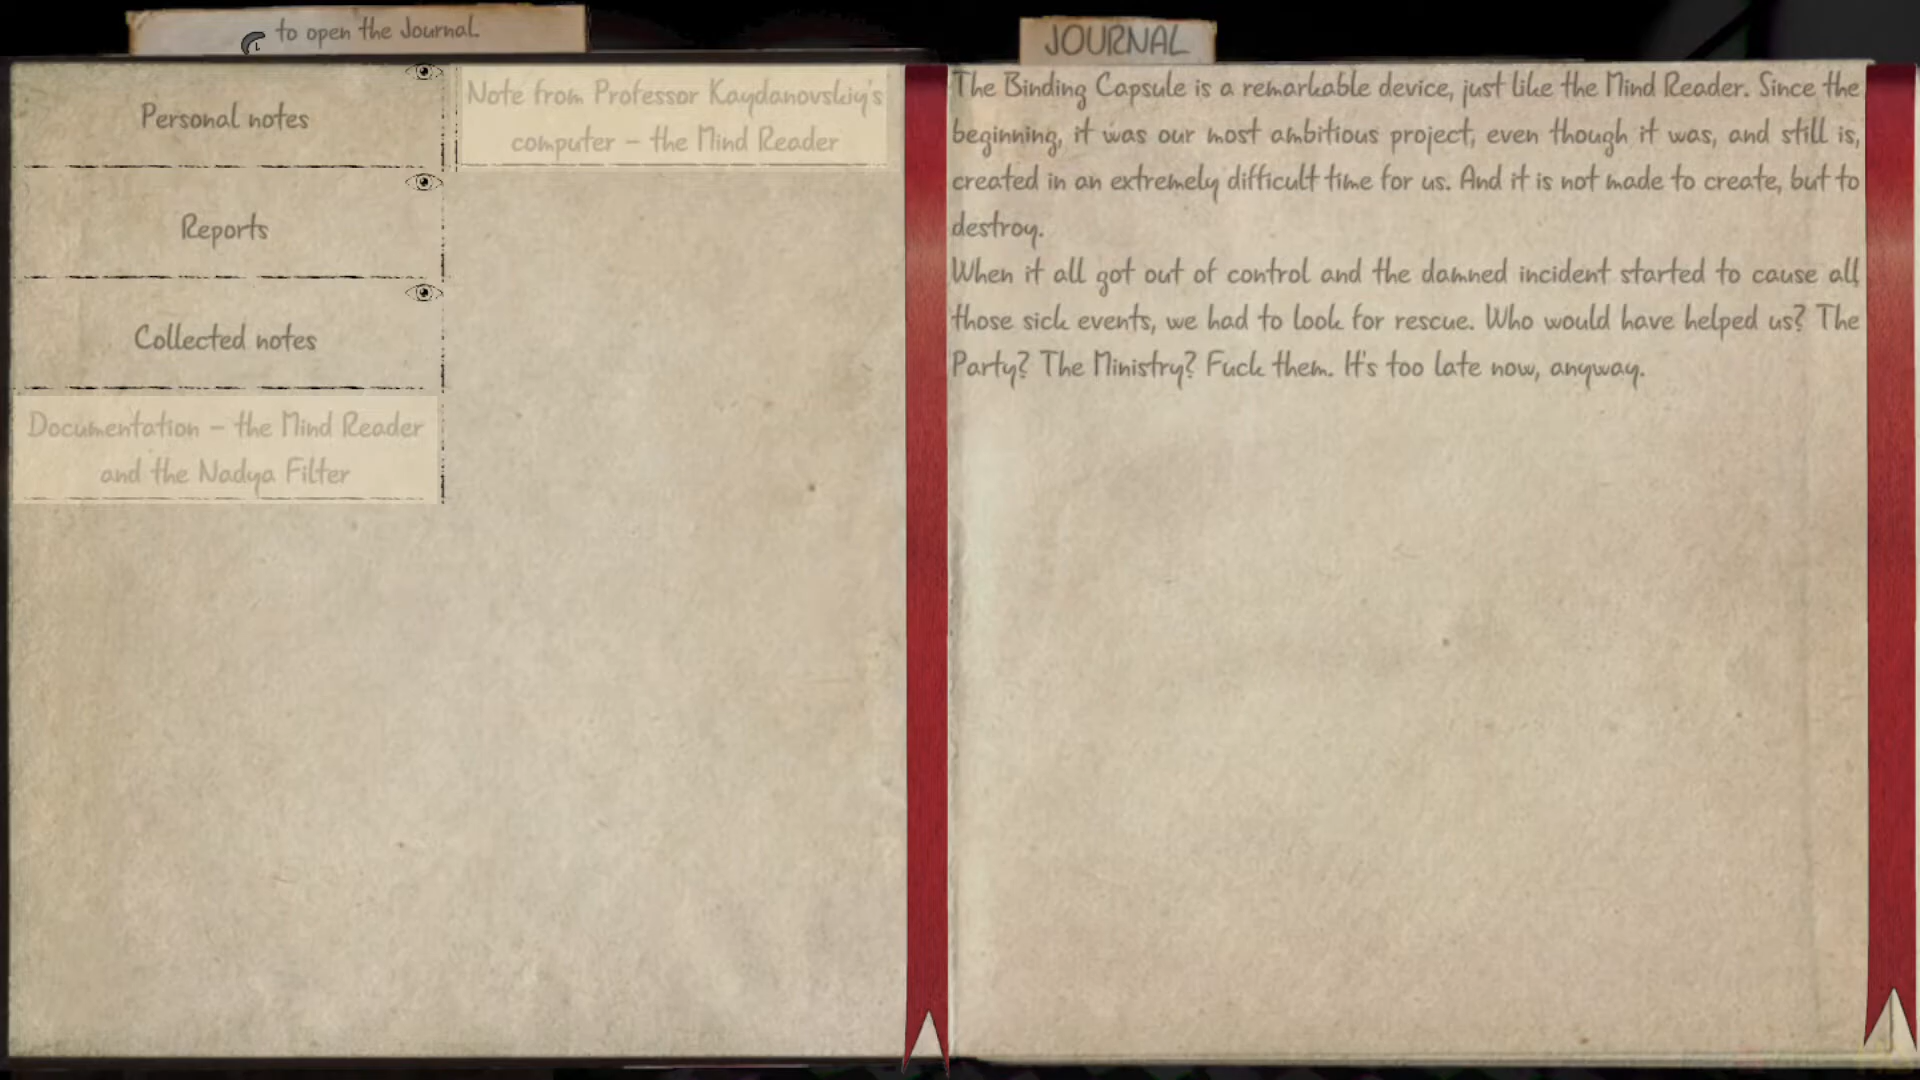 to open the Journal
JOURNAL
Personal notes
Reports
Collected notes
Documentation – the Mind Reader
and the Nadya Filter
Note from Professor Kaydanovskiy's
computer – the Mind Reader
The Binding Capsule is a remarkable device, just like the Mind Reader. Since the
beginning, it was our most ambitious project, even though it was, and still is,
created in an extremely difficult time for us. And it is not made to create, but to
destroy.
When it all got out of control and the damned incident started to cause all
those sick events, we had to look for rescue. Who would have helped us? The
Party? The Ministry? Fuck them. It's too late now, anyway.